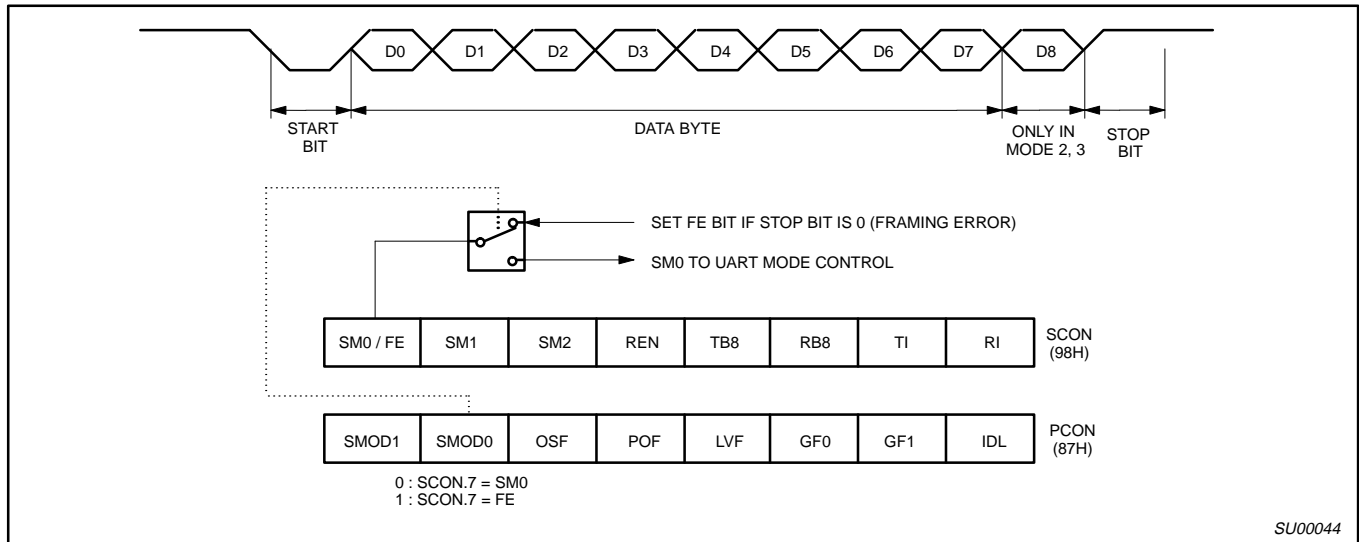 D0 D1 D2 D3 D4 D5 D6 D7 D8
START
BIT
DATA BYTE
ONLY IN
MODE 2, 3
STOP
BIT
SET FE BIT IF STOP BIT IS 0 (FRAMING ERROR)
SM0 TO UART MODE CONTROL
SM0 / FE SM1 SM2 REN TB8 RB8 TI RI
SCON
(98H)
SMOD1 SMOD0 OSF POF LVF GF0 GF1 IDL
PCON
(87H)
0 : SCON.7 = SM0
1 : SCON.7 = FE
SU00044